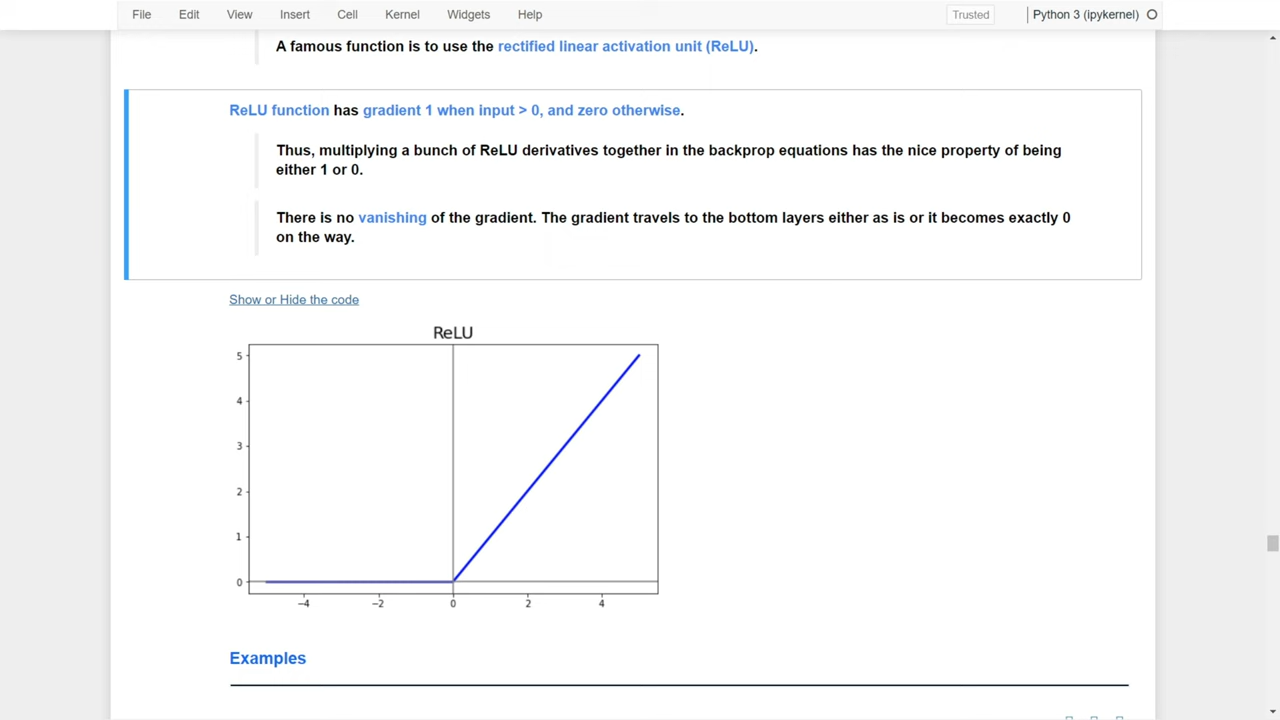 File Edit View Insert Cell Kernel Widgets Help Trusted Python 3 (ipykernel)
A famous function is to use the rectified linear activation unit (ReLU).
ReLU function has gradient 1 when input > 0, and zero otherwise.
Thus, multiplying a bunch of ReLU derivatives together in the backprop equations has the nice property of being
either 1 or 0.
There is no vanishing of the gradient. The gradient travels to the bottom layers either as is or it becomes exactly 0
on the way.
Show or Hide the code
ReLU
5
4
3
2
1
0
−4 −2 0 2 4
Examples